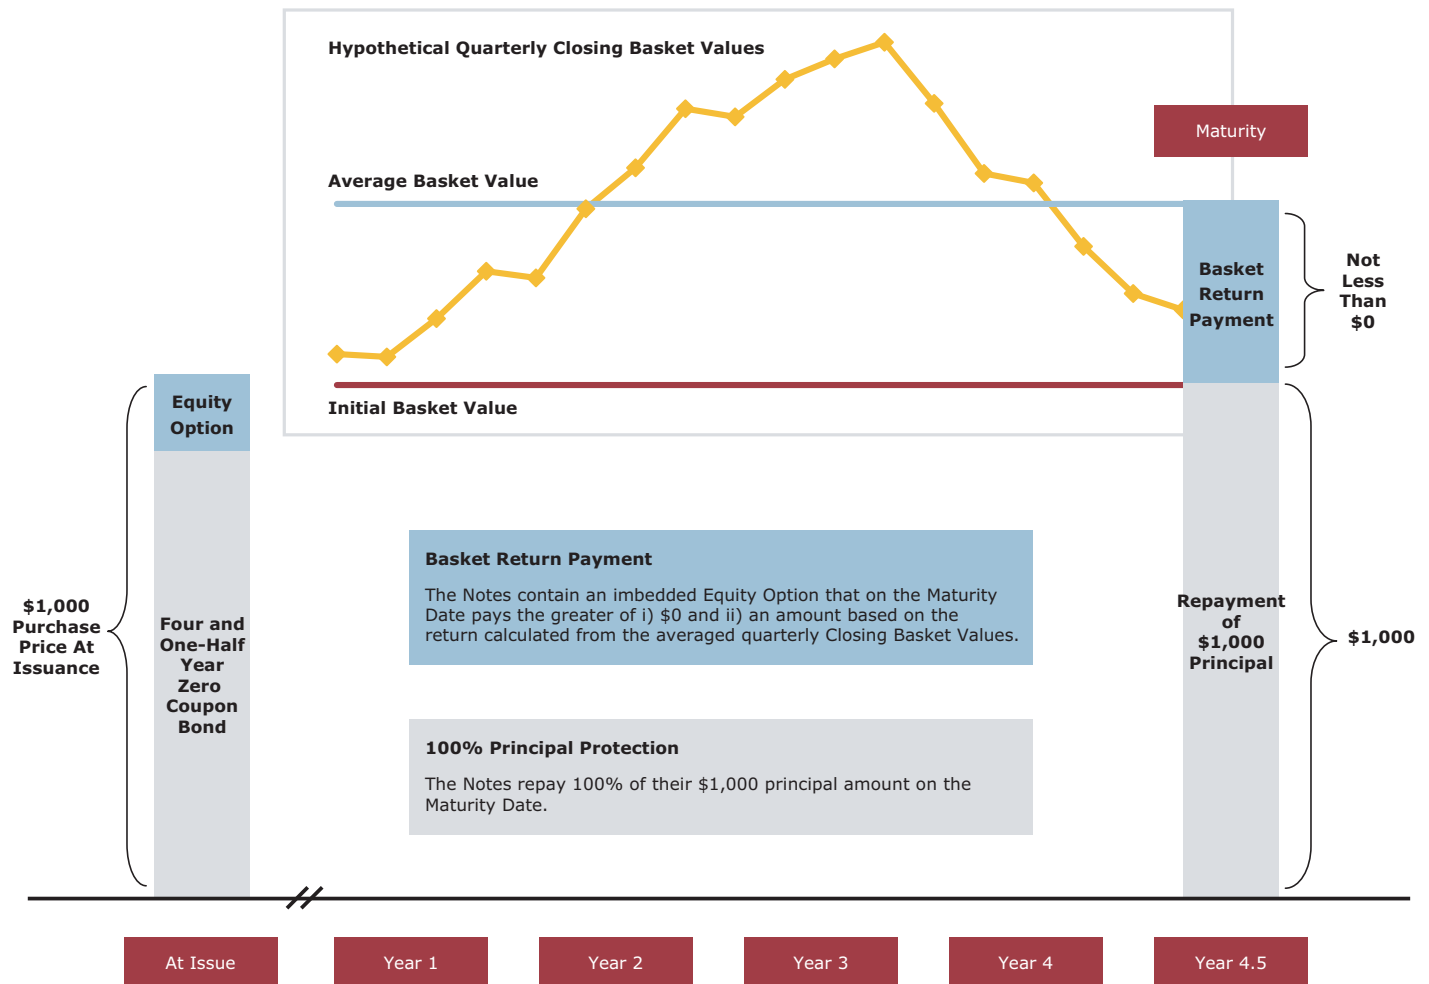 Hypothetical Quarterly Closing Basket Values
Maturity
Average Basket Value
Basket
Return
Payment
Not
Less
Than
$0
Initial Basket Value
Equity
Option
$1,000
Purchase
Price At
Issuance
Four and
One-Half
Year
Zero
Coupon
Bond
Basket Return Payment
The Notes contain an imbedded Equity Option that on the Maturity
Date pays the greater of i) $0 and ii) an amount based on the
return calculated from the averaged quarterly Closing Basket Values.
100% Principal Protection
The Notes repay 100% of their $1,000 principal amount on the
Maturity Date.
Repayment
of
$1,000
Principal
$1,000
At Issue
Year 1
Year 2
Year 3
Year 4
Year 4.5